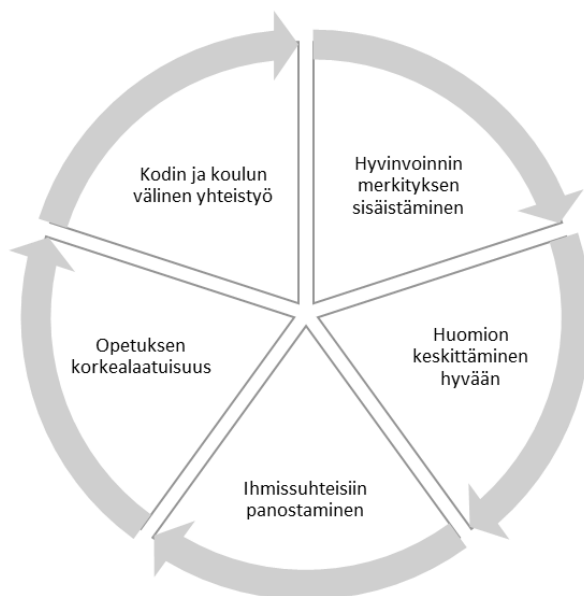 Kodin ja koulun
välinen yhteistyö
Hyvinvoinnin
merkityksen
sisäistäminen
Huomion
keskittäminen
hyvään
Ihmissuhteisiin
panostaminen
Opetuksen
korkealaatuisuus